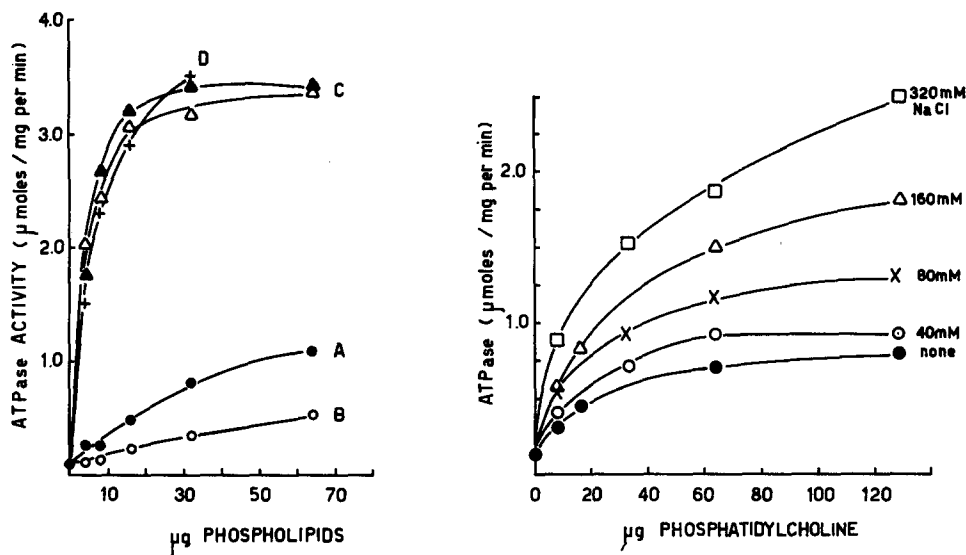 ATPase ACTIVITY ( µmoles / mg per min)
4.0
3.0
2.0
1.0
D
C
A
B
10
30
50
70
µg PHOSPHOLIPIDS
ATPase ( µmoles / mg per min)
2.0
1.0
320mM
NaCl
160mM
80mM
40mM
none
0
20
40
60
80
100
120
µg PHOSPHATIDYLCHOLINE